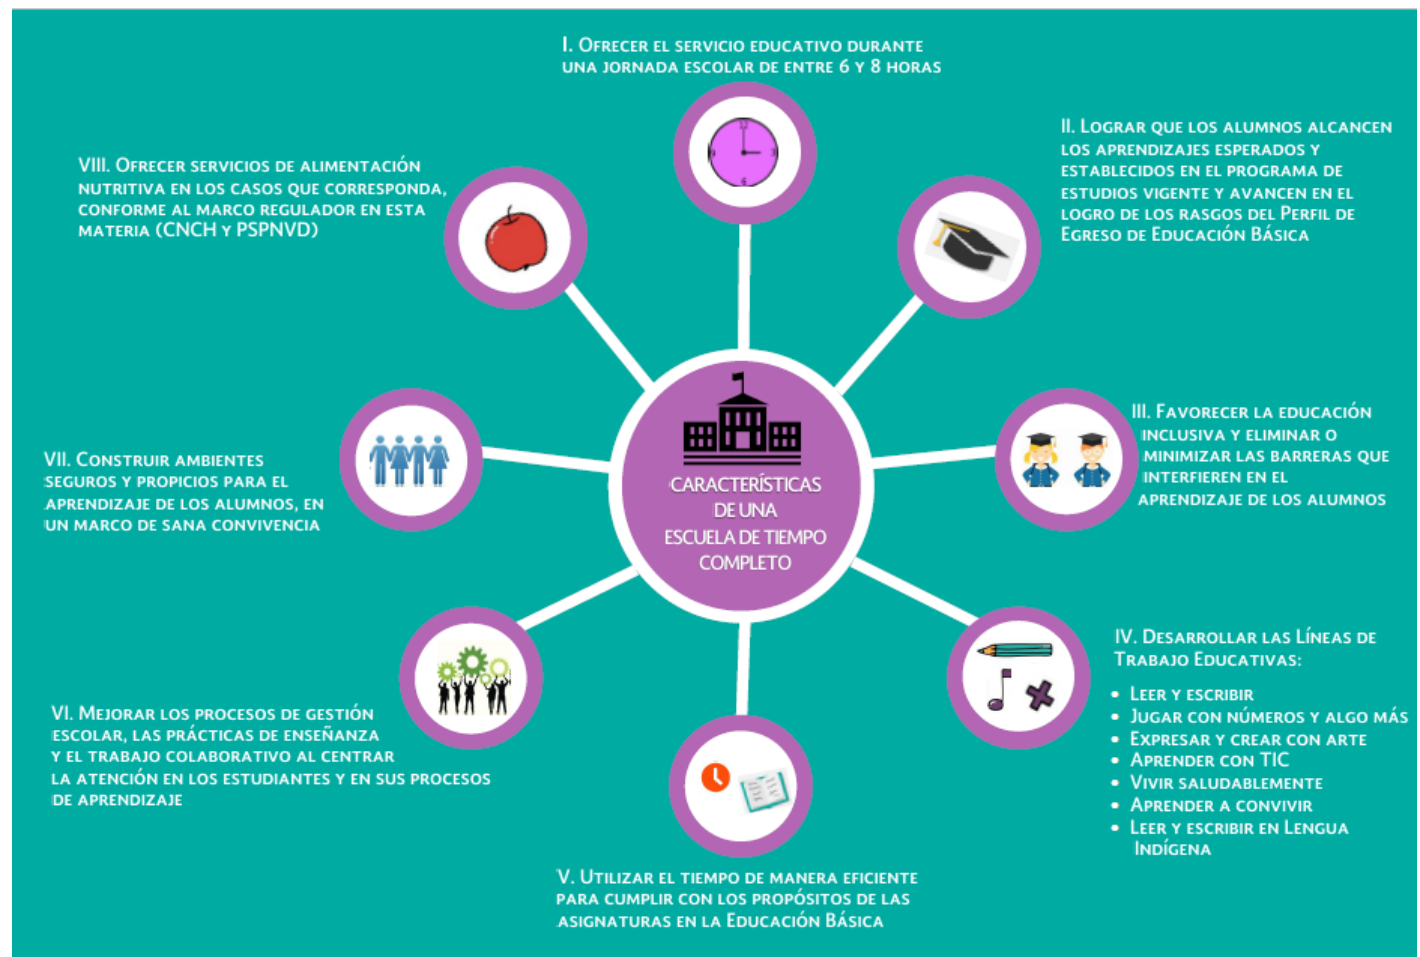 I. Ofrecer el servicio educativo durante
una jornada escolar de entre 6 y 8 horas
II. Lograr que los alumnos alcancen
los aprendizajes esperados y
establecidos en el programa de
estudios vigente y avancen en el
logro de los rasgos del Perfil de
Egreso de Educación Básica
III. Favorecer la educación
inclusiva y eliminar o
minimizar las barreras que
interfieren en el
aprendizaje de los alumnos
IV. Desarrollar las Líneas de
Trabajo Educativas:
• Leer y escribir
• Jugar con números y algo más
• Expresar y crear con arte
• Aprender con TIC
• Vivir saludablemente
• Aprender a convivir
• Leer y escribir en Lengua
Indígena
V. Utilizar el tiempo de manera eficiente
para cumplir con los propósitos de las
asignaturas en la Educación Básica
VI. Mejorar los procesos de gestión
escolar, las prácticas de enseñanza
y el trabajo colaborativo al centrar
la atención en los estudiantes y en sus procesos
de aprendizaje
VII. Construir ambientes
seguros y propicios para el
aprendizaje de los alumnos, en
un marco de sana convivencia
VIII. Ofrecer servicios de alimentación
nutritiva en los casos que corresponda,
conforme al marco regulador en esta
materia (CNCH y PSPNVD)
CARACTERÍSTICAS
DE UNA
ESCUELA DE TIEMPO
COMPLETO
12
3
6